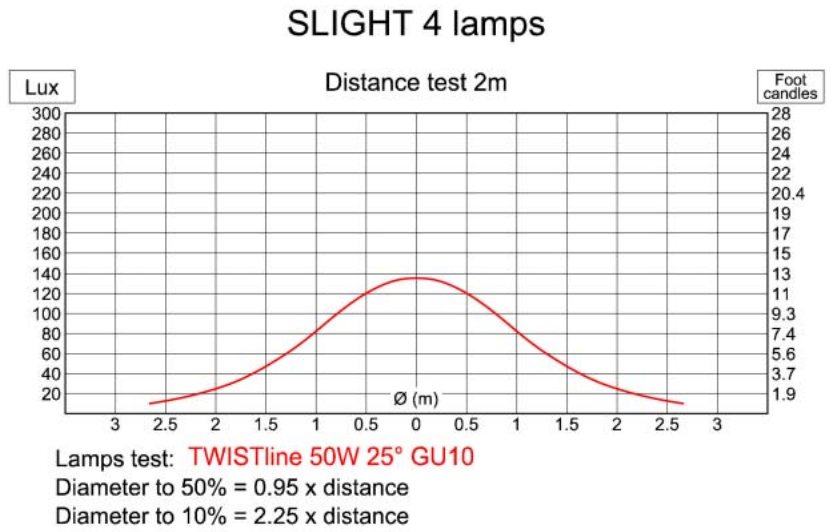 SLIGHT 4 lamps
Lux
Distance test 2m
Foot
candles
300 28
280 26
260 24
240 22
220 20.4
200 19
180 17
160 15
140 13
120 11
100 9.3
80 7.4
60 5.6
40 3.7
20 1.9
Ø (m)
3 2.5 2 1.5 1 0.5 0 0.5 1 1.5 2 2.5 3
Lamps test: TWISTline 50W 25° GU10
Diameter to 50% = 0.95 x distance
Diameter to 10% = 2.25 x distance